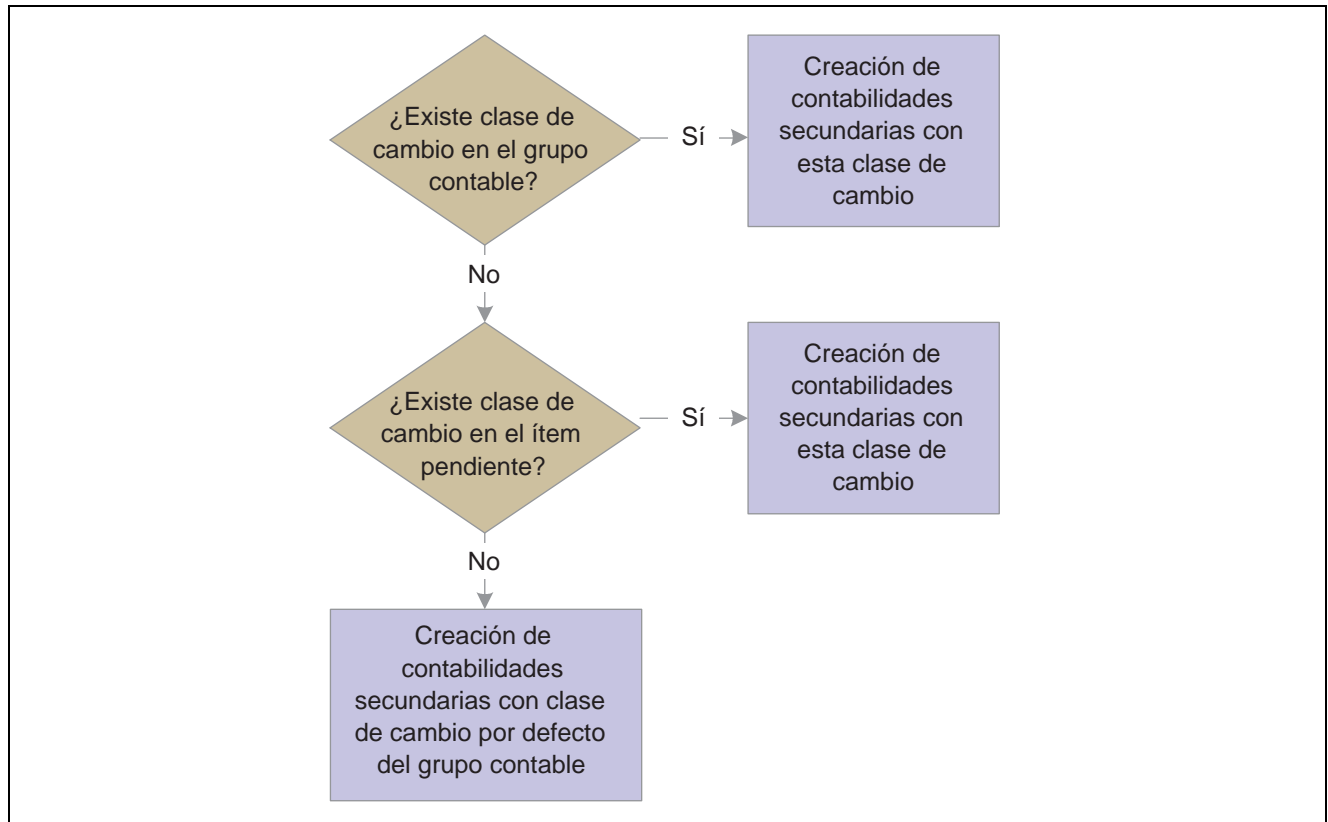 ¿Existe clase de
cambio en el grupo
contable?
Sí
Creación de
contabilidades
secundarias con
esta clase de
cambio
No
¿Existe clase de
cambio en el ítem
pendiente?
Sí
Creación de
contabilidades
secundarias con
esta clase de
cambio
No
Creación de
contabilidades
secundarias con clase
de cambio por defecto
del grupo contable